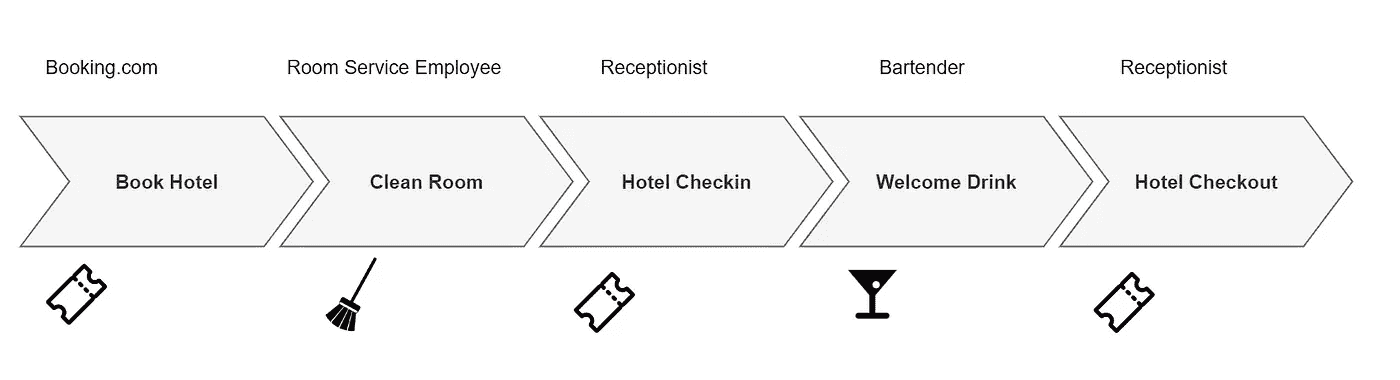 Booking.com
Room Service Employee
Receptionist
Bartender
Receptionist
Book Hotel
Clean Room
Hotel Checkin
Welcome Drink
Hotel Checkout